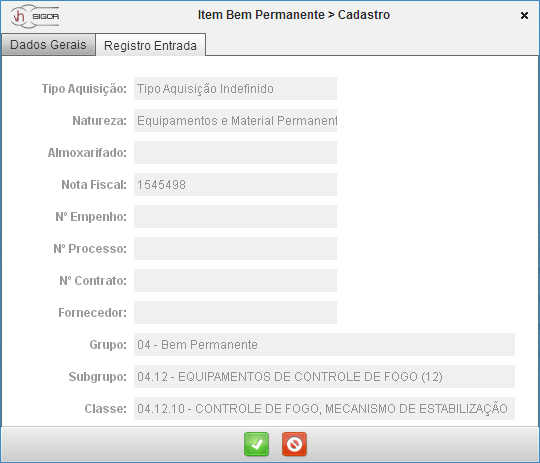 vh SIGOR
Item Bem Permanente > Cadastro
Dados Gerais
Registro Entrada
Tipo Aquisição: Tipo Aquisição Indefinido
Natureza: Equipamentos e Material Permanent
Almoxarifado:
Nota Fiscal: 1545498
Nº Empenho:
Nº Processo:
Nº Contrato:
Fornecedor:
Grupo: 04 - Bem Permanente
Subgrupo: 04.12 - EQUIPAMENTOS DE CONTROLE DE FOGO (12)
Classe: 04.12.10 - CONTROLE DE FOGO, MECANISMO DE ESTABILIZAÇÃO